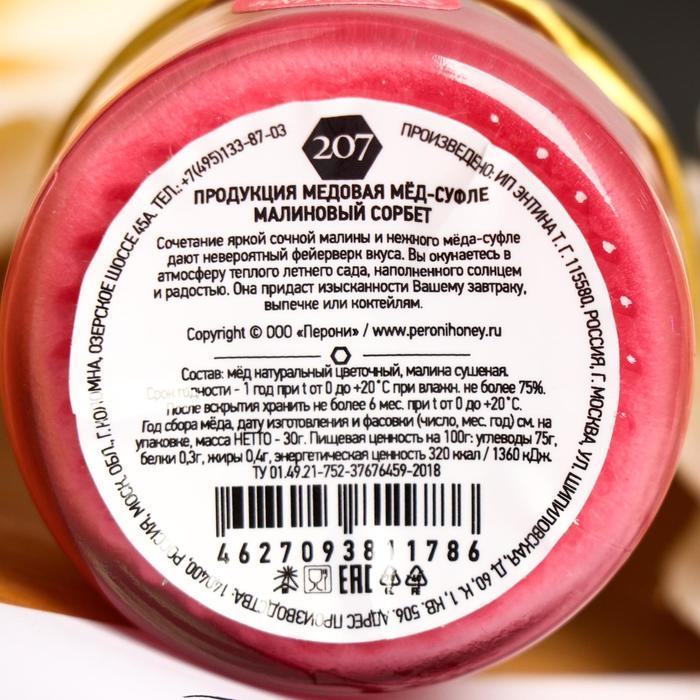 207
ПРОДУКЦИЯ МЕДОВАЯ МЁД-СУФЛЕ
МАЛИНОВЫЙ СОРБЕТ
Сочетание яркой сочной малины и нежного мёда-суфле
дают невероятный фейерверк вкуса. Вы окунаетесь в
атмосферу теплого летнего сада, наполненного солнцем
и радостью. Она придаст изысканности Вашему завтраку,
выпечке или коктейлям.
Copyright © ООО «Перони» / www.peronihoney.ru
Состав: мёд натуральный цветочный, малина сушеная.
Срок годности - 1 год при t от 0 до +20˚С при влажн. не более 75%.
После вскрытия хранить не более 6 мес. при t от 0 до +20˚С.
Год сбора мёда, дату изготовления и фасовки (число, мес. год) см. на
упаковке, масса НЕТТО - 30г. Пищевая ценность на 100г: углеводы 75г,
белки 0,3г, жиры 0,4г, энергетическая ценность 320 ккал / 1360 кДж.
ТУ 01.49.21-752-37676459-2018
4627093811786
EAC
ПРОИЗВЕДЕНО: ИП ЭНТИНА Т. Г. 115580, РОССИЯ, Г. МОСКВА, УЛ. ШИПИЛОВСКАЯ, Д. 60, К. 1, КВ. 506. АДРЕС ПРОИЗВОДСТВА: 140400, РОССИЯ, МОСК. ОБЛ., Г. КОЛОМНА, ОЗЕРСКОЕ ШОССЕ 45А. ТЕЛ.: +7(495)133-87-03